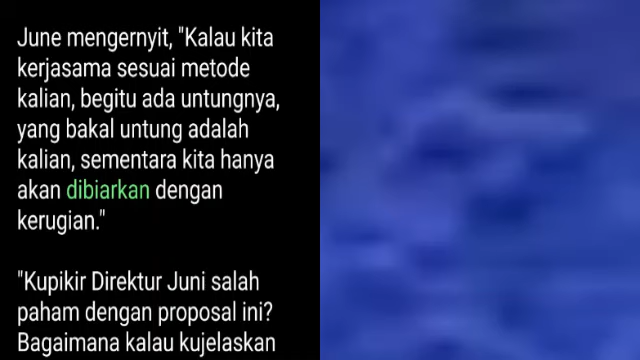 June mengernyit, "Kalau kita
kerjasama sesuai metode
kalian, begitu ada untungnya,
yang bakal untung adalah
kalian, sementara kita hanya
akan dibiarkan dengan
kerugian."
"Kupikir Direktur Juni salah
paham dengan proposal ini?
Bagaimana kalau kujelaskan